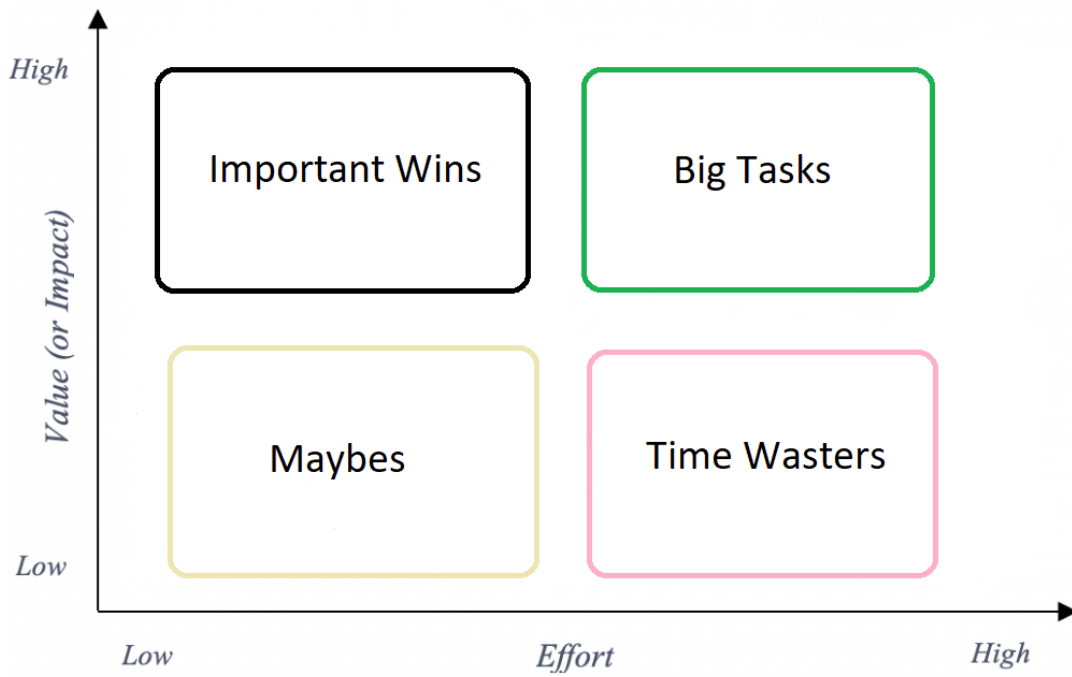 High
Important Wins
Big Tasks
Value (or Impact)
Maybes
Time Wasters
Low
Low
Effort
High